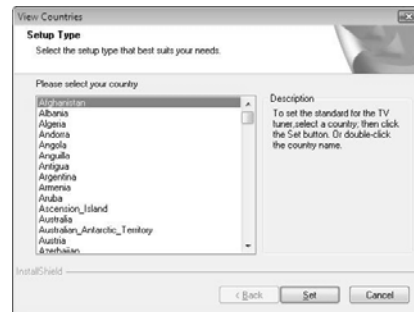 View Countries
Setup Type
Select the setup type that best suits your needs.
Please select your country
Afghanistan
Albania
Algeria
Andorra
Angola
Anguilla
Antigua
Argentina
Armenia
Aruba
Ascension_Island
Australia
Australian_Antarctic_Territory
Austria
Azerbaijan
Description
To set the standard for the TV
tuner,select a country, then click
the Set button. Or double-click
the country name.
InstallShield
< Back
Set
Cancel